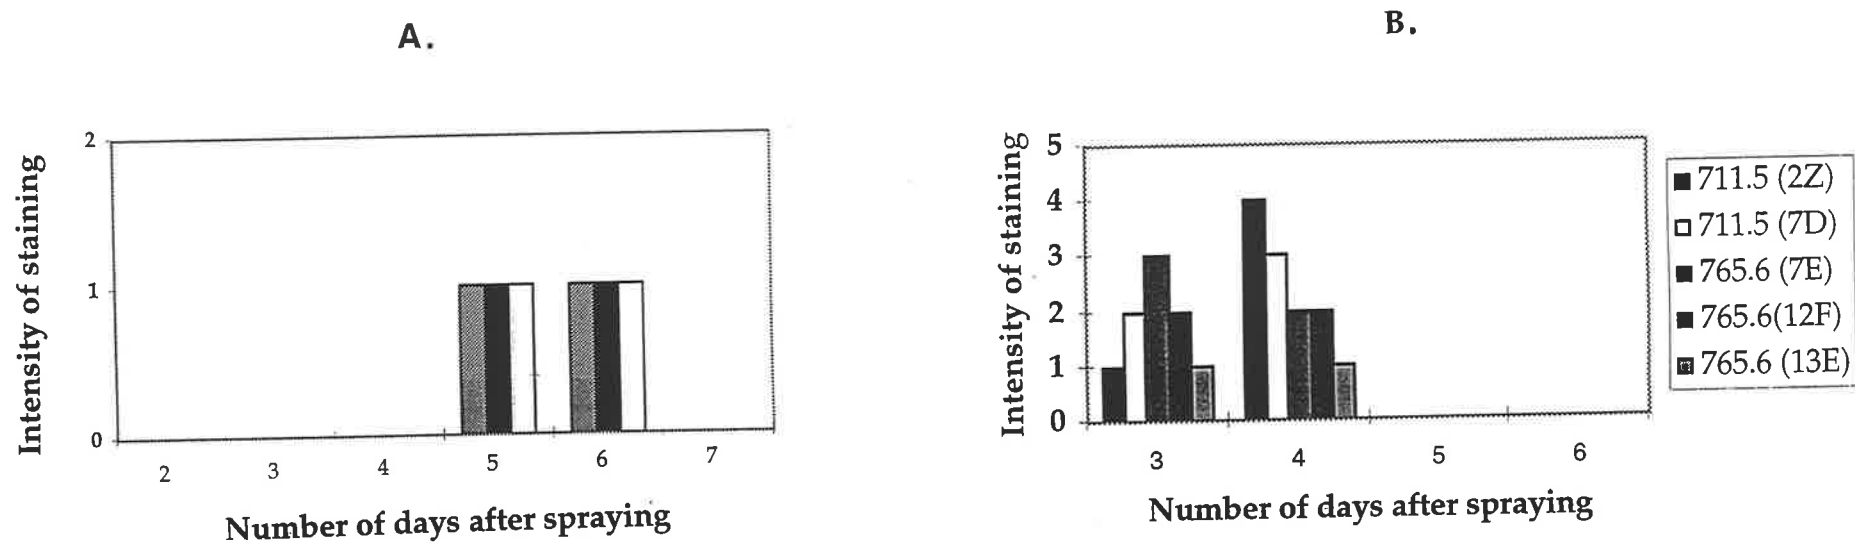 A.
2
1
0
Intensity of staining
2 3 4 5 6 7
Number of days after spraying
B.
5
4
3
2
1
0
Intensity of staining
3 4 5 6
Number of days after spraying
711.5 (2Z)
711.5 (7D)
765.6 (7E)
765.6(12F)
765.6 (13E)